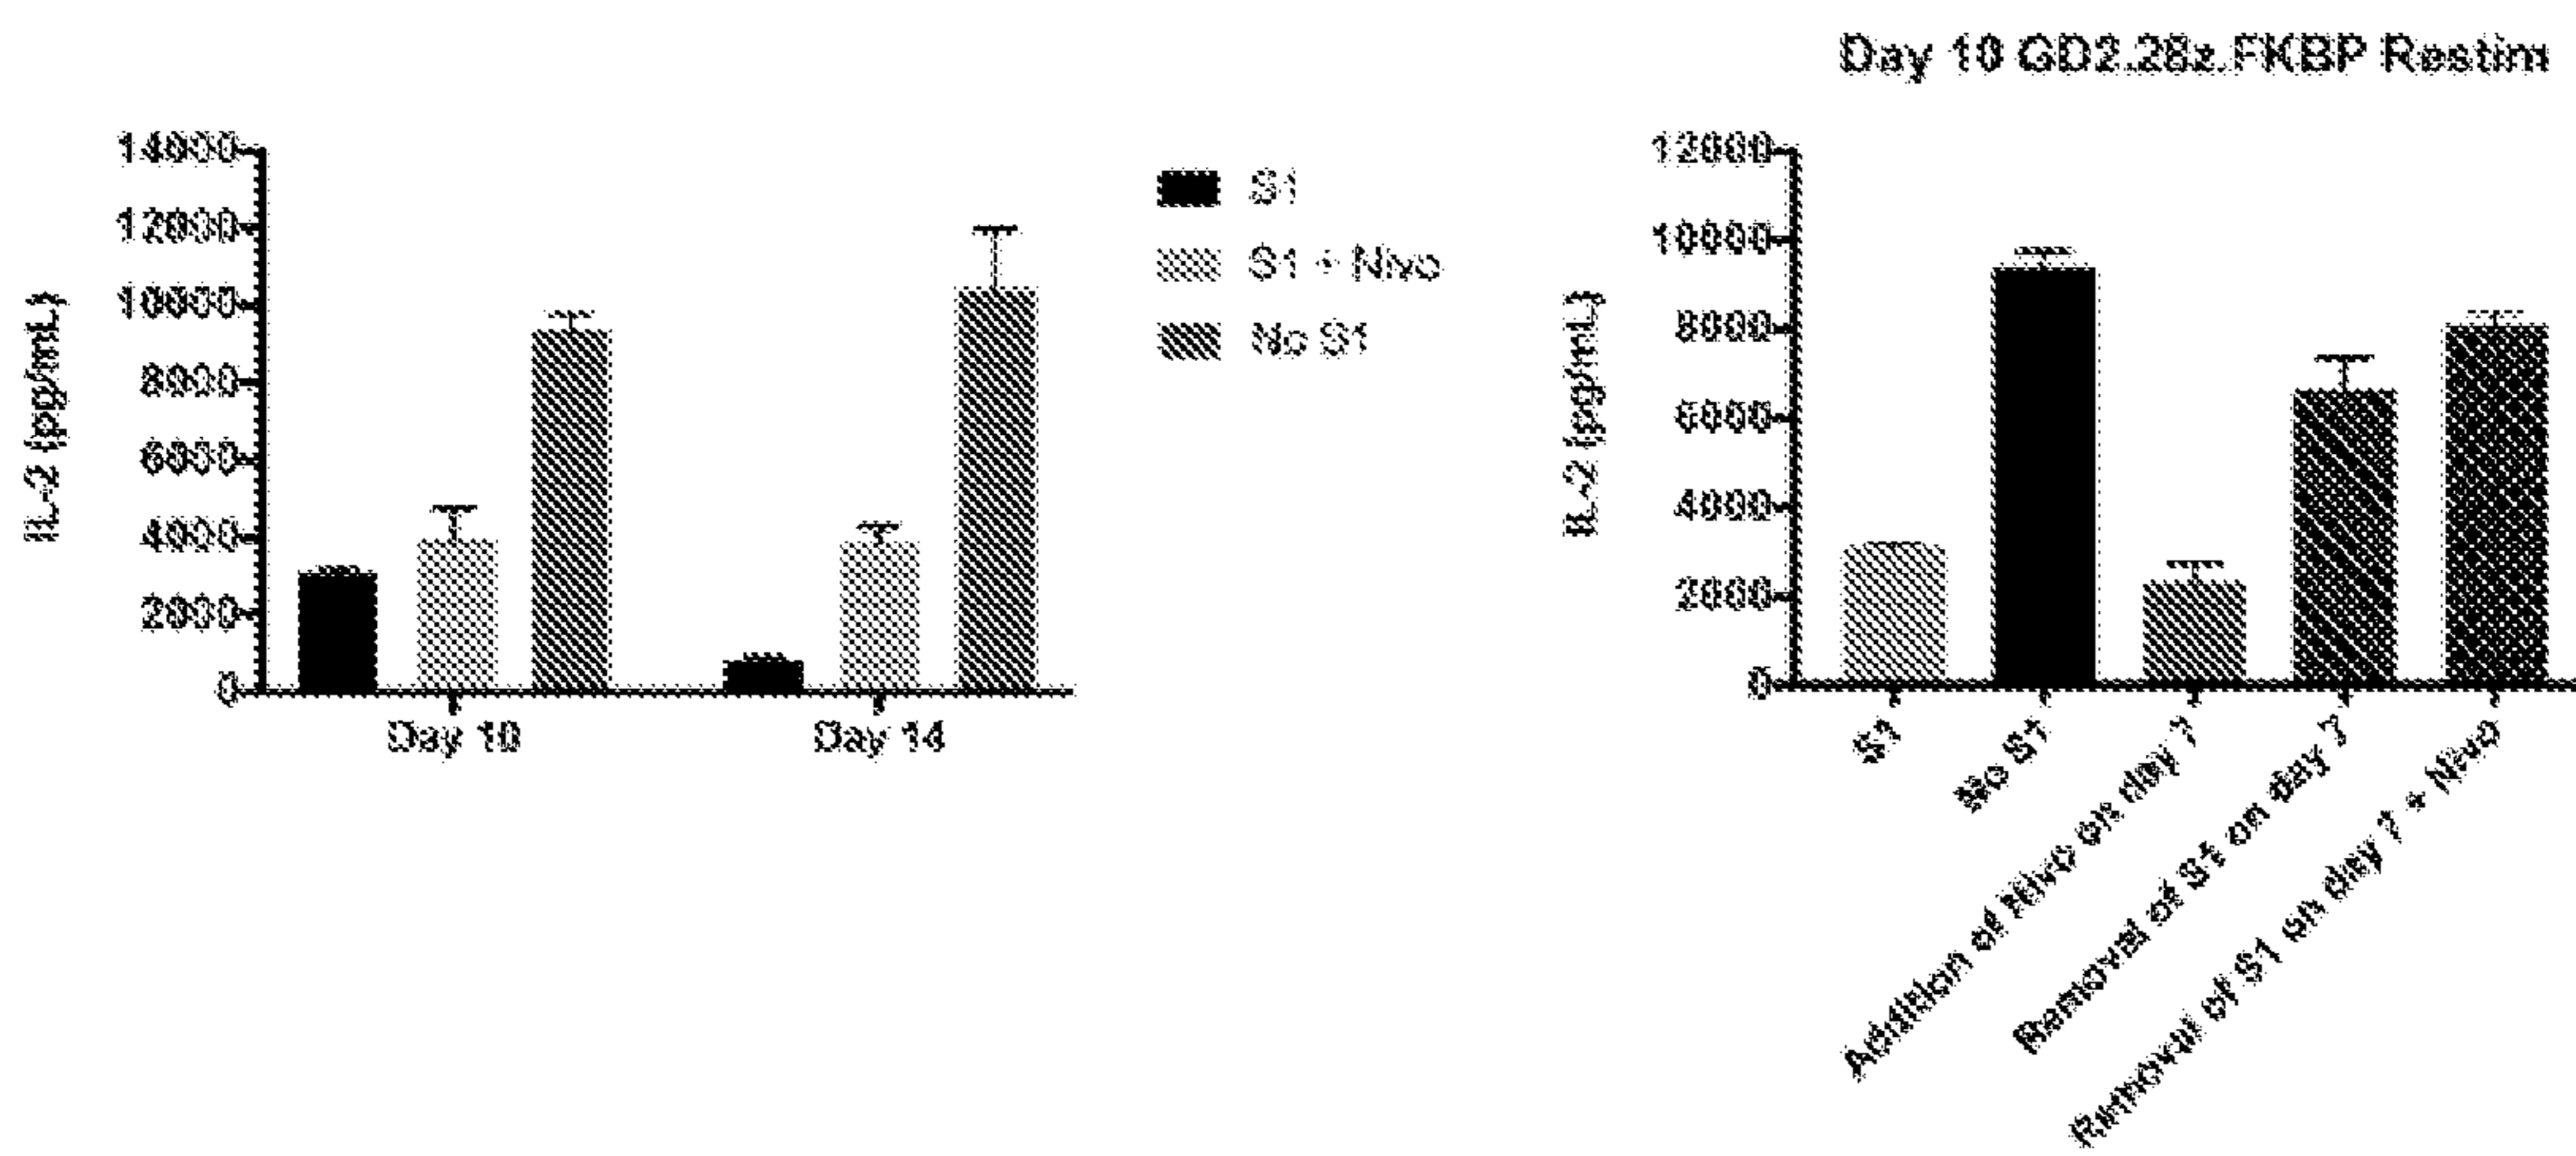 14000
12000
10000
8000
6000
4000
2000
0
IL-2 (pg/mL)
Day 10
Day 14
S1
S1 + Nivo
No S1
Day 10 GD2.28z.FKBP Restim
12000
10000
8000
6000
4000
2000
0
IL-2 (pg/mL)
S1
No S1
Addition of Nivo on day 7
Removal of S1 on day 7
Removal of S1 on day 7 + Nivo